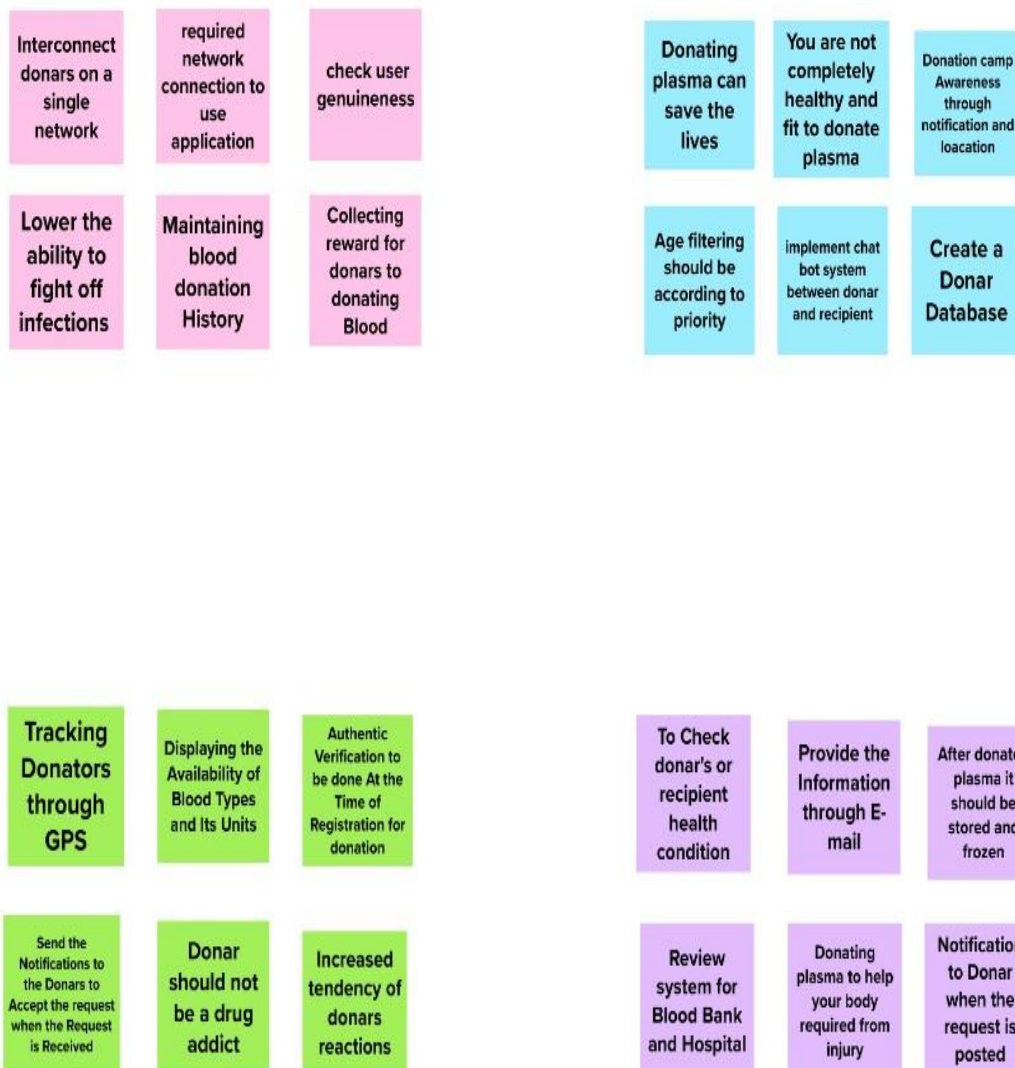 Interconnect
donars on a
single
network
required
network
connection to
use
application
check user
genuineness
Lower the
ability to
fight off
infections
Maintaining
blood
donation
History
Collecting
reward for
donars to
donating
Blood
Donating
plasma can
save the
lives
You are not
completely
healthy and
fit to donate
plasma
Donation camp
Awareness
through
notification and
loacation
Age filtering
should be
according to
priority
implement chat
bot system
between donar
and recipient
Create a
Donar
Database
Tracking
Donators
through
GPS
Displaying the
Availability of
Blood Types
and Its Units
Authentic
Verification to
be done At the
Time of
Registration for
donation
Send the
Notifications to
the Donars to
Accept the request
when the Request
is Received
Donar
should not
be a drug
addict
Increased
tendency of
donars
reactions
To Check
donar's or
recipient
health
condition
Provide the
Information
through E-
mail
After donate
plasma it
should be
stored and
frozen
Review
system for
Blood Bank
and Hospital
Donating
plasma to help
your body
required from
injury
Notification
to Donar
when the
request is
posted